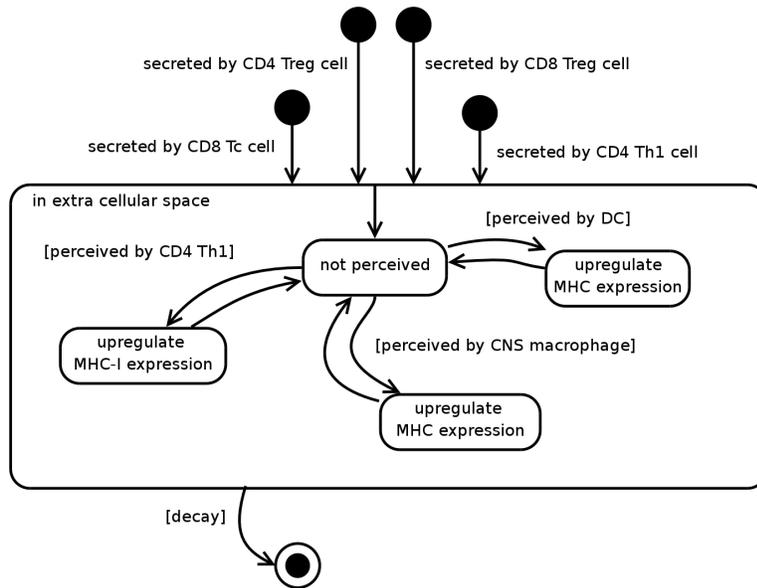 secreted by CD4 Treg cell
secreted by CD8 Treg cell
secreted by CD8 Tc cell
secreted by CD4 Th1 cell
in extra cellular space
[perceived by DC]
[perceived by CD4 Th1]
not perceived
upregulate
MHC expression
upregulate
MHC-I expression
[perceived by CNS macrophage]
upregulate
MHC expression
[decay]